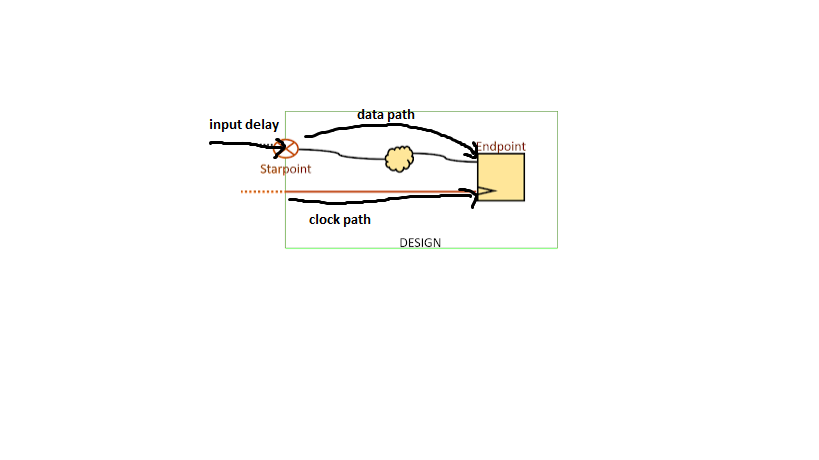 data path
input delay
Endpoint
Starpoint
clock path
DESIGN